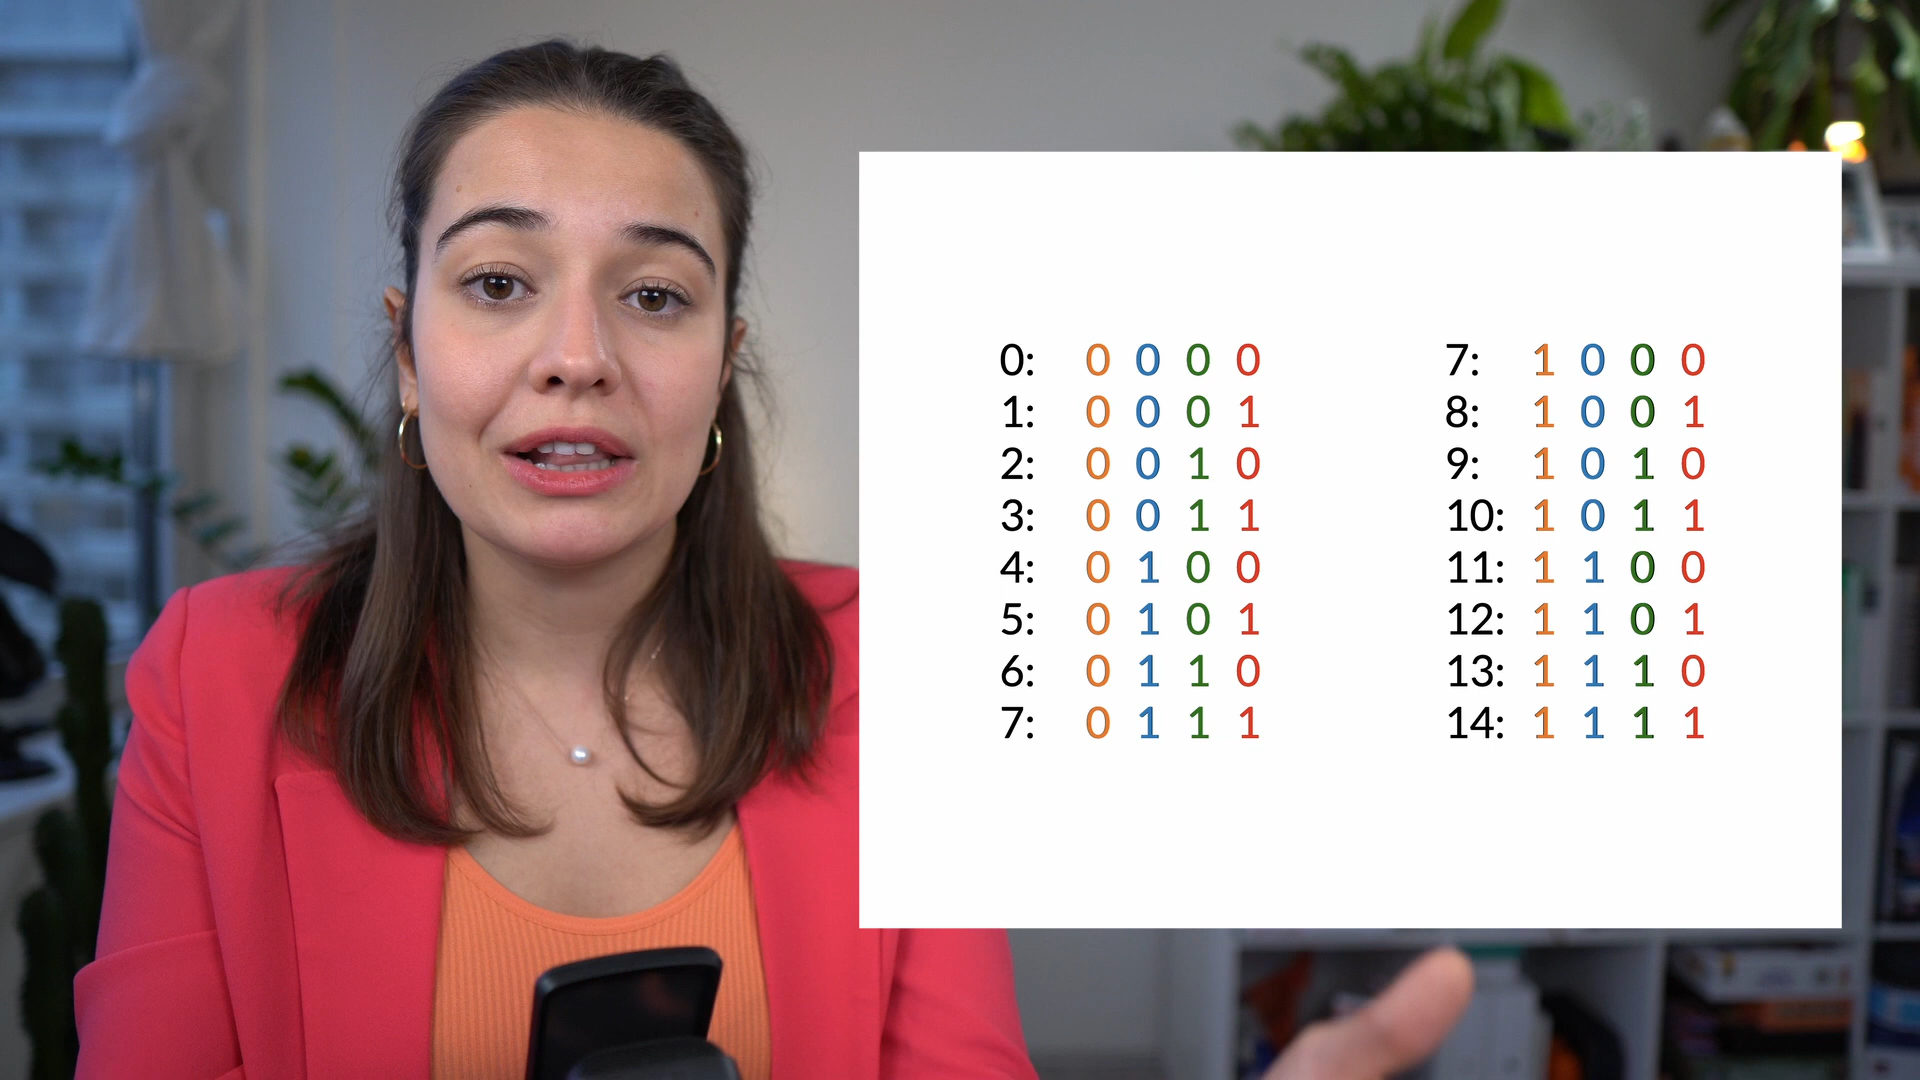 0: 0 0 0 0
1: 0 0 0 1
2: 0 0 1 0
3: 0 0 1 1
4: 0 1 0 0
5: 0 1 0 1
6: 0 1 1 0
7: 0 1 1 1
7: 1 0 0 0
8: 1 0 0 1
9: 1 0 1 0
10: 1 0 1 1
11: 1 1 0 0
12: 1 1 0 1
13: 1 1 1 0
14: 1 1 1 1